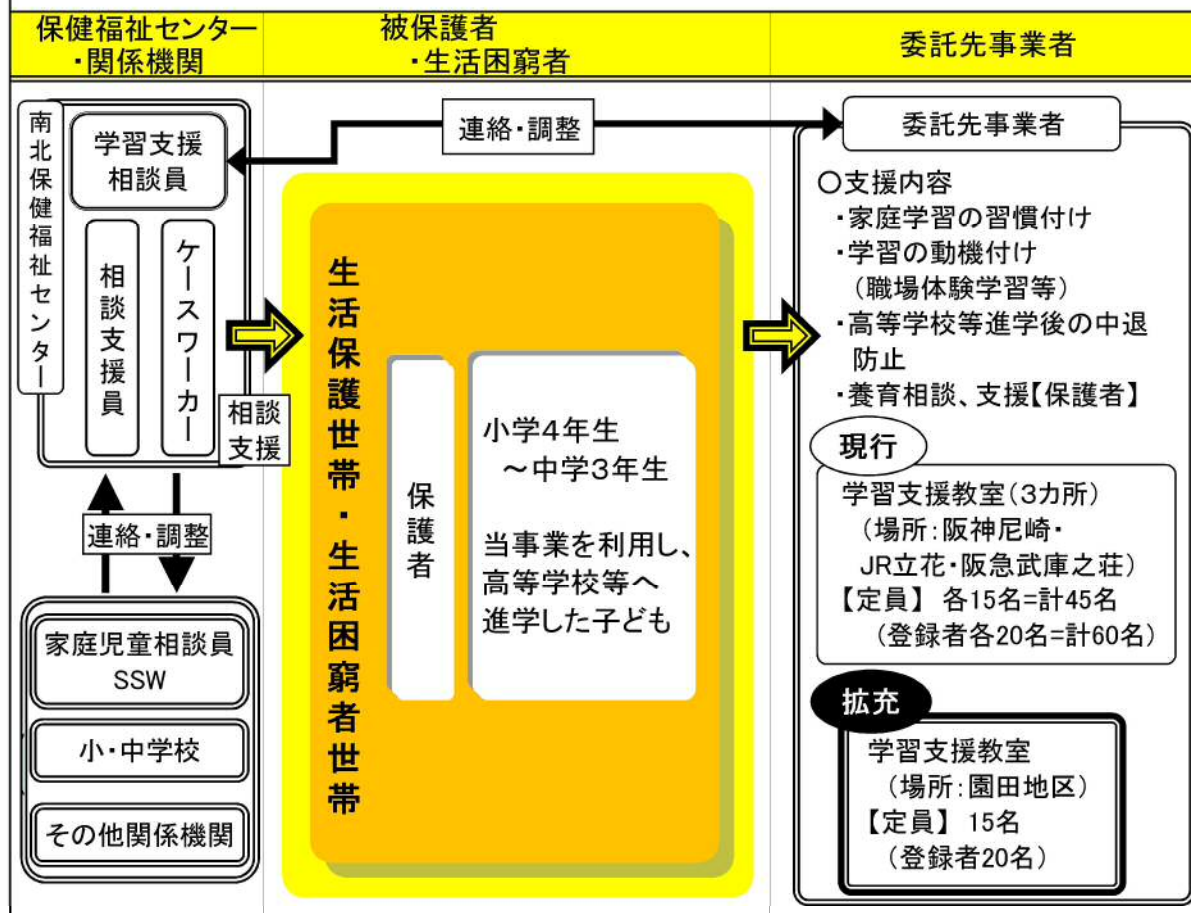 保健福祉センター
・関係機関
被保護者
・生活困窮者
委託先事業者
南北保健福祉センター
学習支援
相談員
相談支援員
ケースワーカー
相談
支援
連絡・調整
家庭児童相談員
SSW
小・中学校
その他関係機関
連絡・調整
生活保護世帯・生活困窮者世帯
保護者
小学4年生
～中学3年生
当事業を利用し、
高等学校等へ
進学した子ども
委託先事業者
○支援内容
・家庭学習の習慣付け
・学習の動機付け
（職場体験学習等）
・高等学校等進学後の中退
防止
・養育相談、支援【保護者】
現行
学習支援教室（3カ所）
（場所：阪神尼崎・
JR立花・阪急武庫之荘）
【定員】 各15名=計45名
（登録者各20名=計60名）
拡充
学習支援教室
（場所：園田地区）
【定員】 15名
（登録者20名）